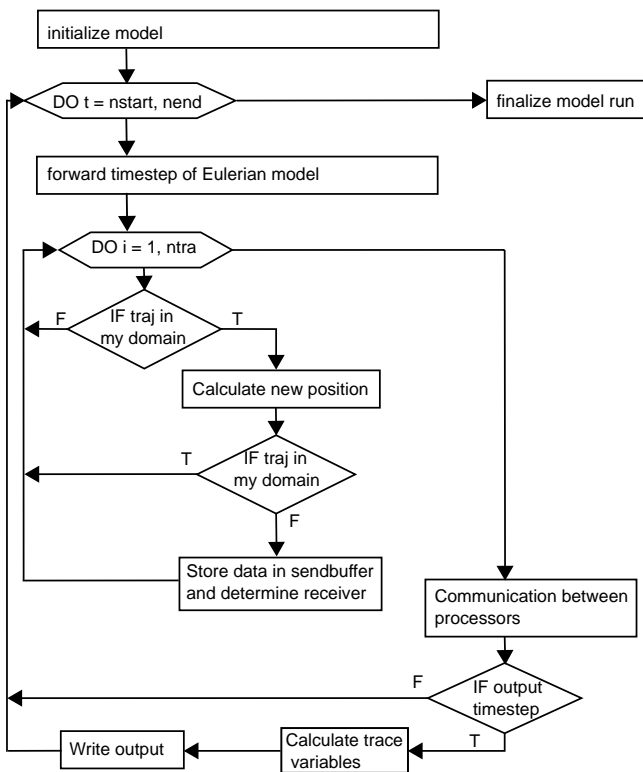 initialize model
DO t = nstart, nend
finalize model run
forward timestep of Eulerian model
DO i = 1, ntra
F
IF traj in
my domain
T
Calculate new position
T
IF traj in
my domain
F
Store data in sendbuffer
and determine receiver
Communication between
processors
F
IF output
timestep
T
Write output
Calculate trace
variables